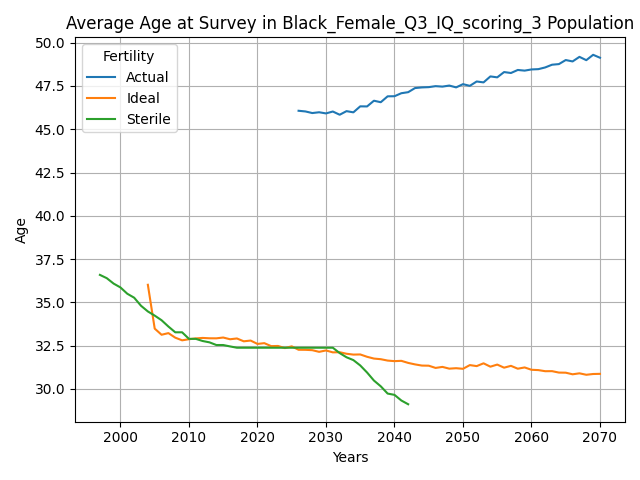 Average Age at Survey in Black_Female_Q3_IQ_scoring_3 Population
Fertility
Actual
Ideal
Sterile
50.0
47.5
45.0
42.5
40.0
37.5
35.0
32.5
30.0
Age
2000 2010 2020 2030 2040 2050 2060 2070
Years